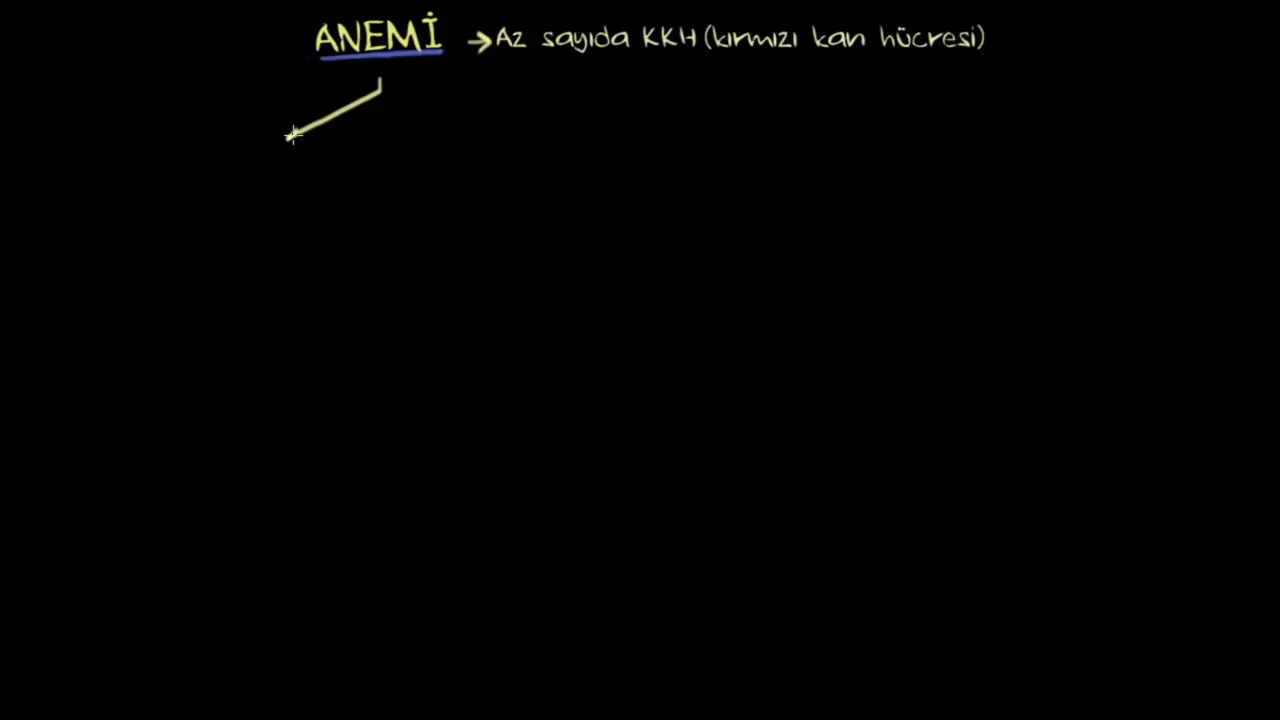 ANEMİ → Az sayıda KKH (kırmızı kan hücresi)